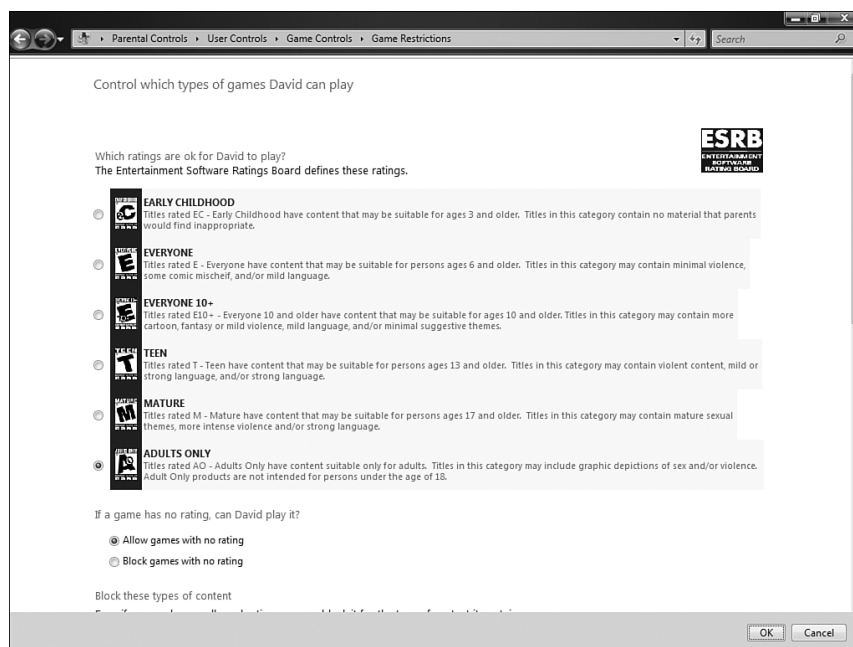 Parental Controls ▸ User Controls ▸ Game Controls ▸ Game Restrictions
Search
Control which types of games David can play
ESRB
ENTERTAINMENT
SOFTWARE
RATING BOARD
Which ratings are ok for David to play?
The Entertainment Software Ratings Board defines these ratings.
EARLY CHILDHOOD
Titles rated EC - Early Childhood have content that may be suitable for ages 3 and older. Titles in this category contain no material that parents
would find inappropriate.
E
EVERYONE
Titles rated E - Everyone have content that may be suitable for persons ages 6 and older. Titles in this category may contain minimal violence,
some comic mischeif, and/or mild language.
E
EVERYONE 10+
Titles rated E10+ - Everyone 10 and older have content that may be suitable for ages 10 and older. Titles in this category may contain more
cartoon, fantasy or mild violence, mild language, and/or minimal suggestive themes.
TEEN
T
TEEN
Titles rated T - Teen have content that may be suitable for persons ages 13 and older. Titles in this category may contain violent content, mild or
strong language, and/or strong language.
MATURE
M
MATURE
Titles rated M - Mature have content that may be suitable for persons ages 17 and older. Titles in this category may contain mature sexual
themes, more intense violence and/or strong language.
ADULTS ONLY
Titles rated AO - Adults Only have content suitable only for adults. Titles in this category may include graphic depictions of sex and/or violence.
Adult Only products are not intended for persons under the age of 18.
If a game has no rating, can David play it?
Allow games with no rating
Block games with no rating
Block these types of content
OK
Cancel